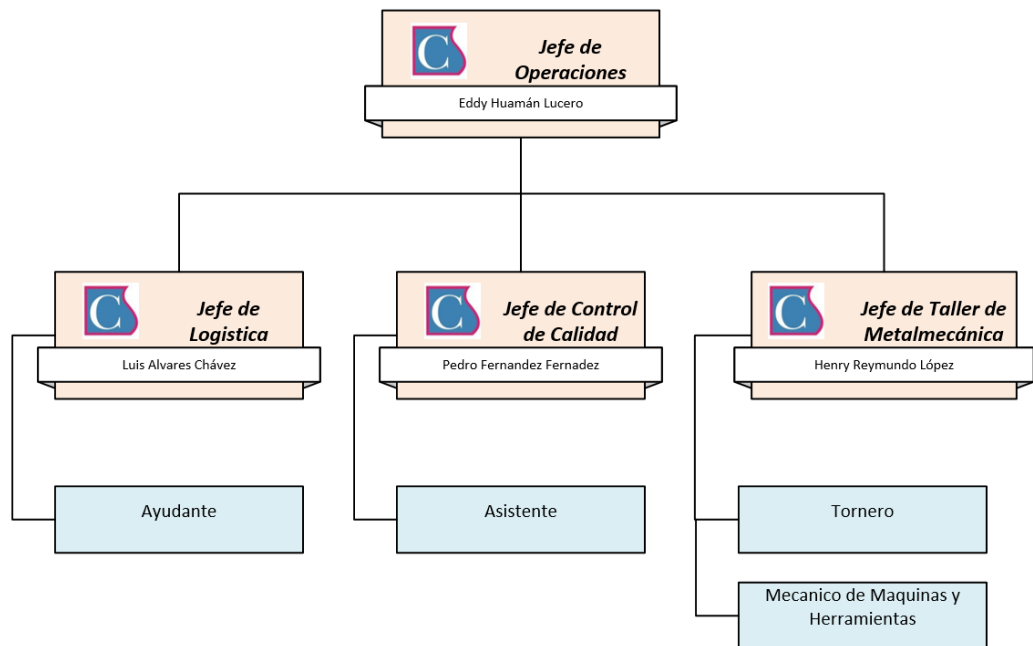 C
Jefe de
Operaciones
Eddy Huamán Lucero
C
Jefe de
Logistica
Luis Alvares Chávez
C
Jefe de Control
de Calidad
Pedro Fernandez Fernadez
C
Jefe de Taller de
Metalmecánica
Henry Reymundo López
Ayudante
Asistente
Tornero
Mecanico de Maquinas y
Herramientas